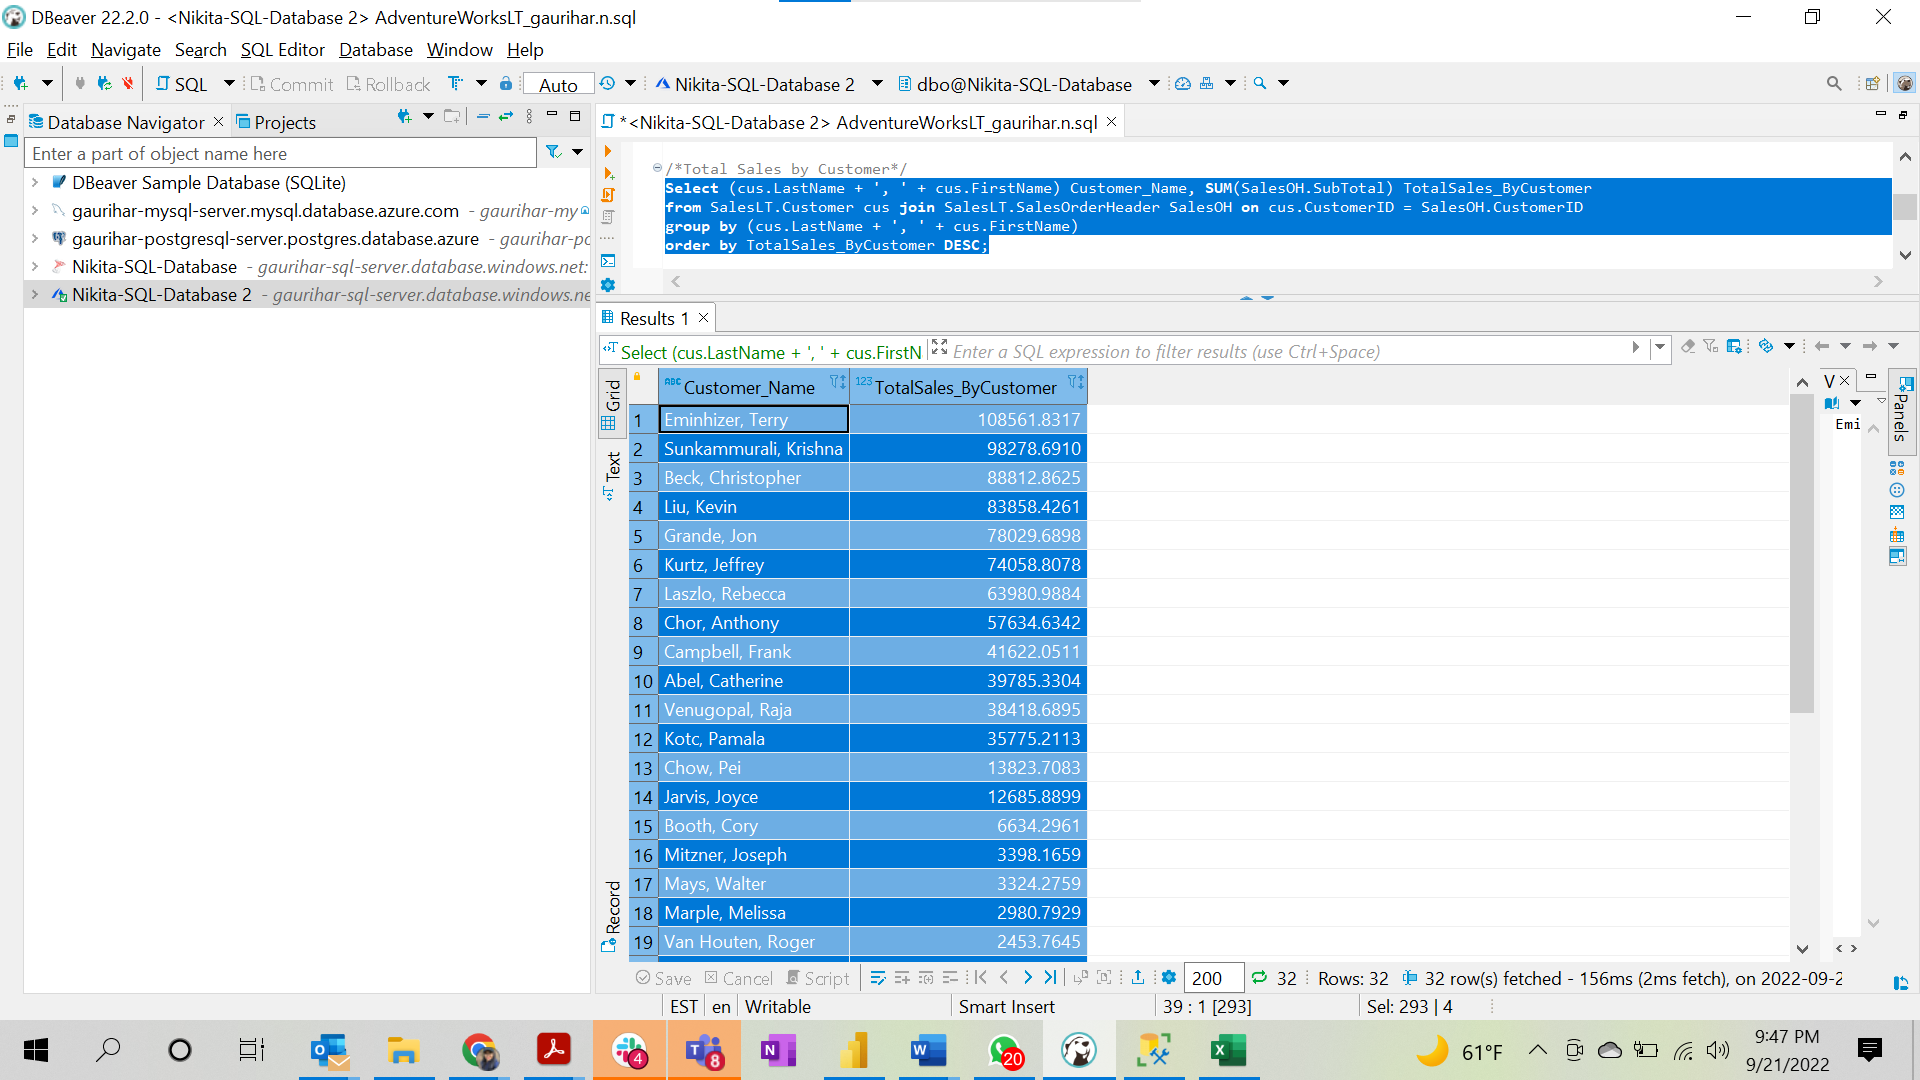 DBeaver 22.2.0 - <Nikita-SQL-Database 2> AdventureWorksLT_gaurihar.n.sql
File Edit Navigate Search SQL Editor Database Window Help
SQL Commit Rollback Auto Nikita-SQL-Database 2 dbo@Nikita-SQL-Database
Database Navigator Projects
Enter a part of object name here
DBeaver Sample Database (SQLite)
gaurihar-mysql-server.mysql.database.azure.com - gaurihar-my
gaurihar-postgresql-server.postgres.database.azure - gaurihar-po
Nikita-SQL-Database - gaurihar-sql-server.database.windows.net:
Nikita-SQL-Database 2 - gaurihar-sql-server.database.windows.ne
*<Nikita-SQL-Database 2> AdventureWorksLT_gaurihar.n.sql
/*Total Sales by Customer*/
Select (cus.LastName + ', ' + cus.FirstName) Customer_Name, SUM(SalesOH.SubTotal) TotalSales_ByCustomer
from SalesLT.Customer cus join SalesLT.SalesOrderHeader SalesOH on cus.CustomerID = SalesOH.CustomerID
group by (cus.LastName + ', ' + cus.FirstName)
order by TotalSales_ByCustomer DESC;
Results 1
Select (cus.LastName + ', ' + cus.FirstN Enter a SQL expression to filter results (use Ctrl+Space)
Grid
Text
Record
Customer_Name TotalSales_ByCustomer
1 Eminhizer, Terry 108561.8317
2 Sunkammurali, Krishna 98278.6910
3 Beck, Christopher 88812.8625
4 Liu, Kevin 83858.4261
5 Grande, Jon 78029.6898
6 Kurtz, Jeffrey 74058.8078
7 Laszlo, Rebecca 63980.9884
8 Chor, Anthony 57634.6342
9 Campbell, Frank 41622.0511
10 Abel, Catherine 39785.3304
11 Venugopal, Raja 38418.6895
12 Kotc, Pamala 35775.2113
13 Chow, Pei 13823.7083
14 Jarvis, Joyce 12685.8899
15 Booth, Cory 6634.2961
16 Mitzner, Joseph 3398.1659
17 Mays, Walter 3324.2759
18 Marple, Melissa 2980.7929
19 Van Houten, Roger 2453.7645
V
Emi
Panels
Save Cancel Script 200 32 Rows: 32 32 row(s) fetched - 156ms (2ms fetch), on 2022-09-2
EST en Writable Smart Insert 39 : 1 [293] Sel: 293 | 4
4 8 20 61°F 9:47 PM
9/21/2022